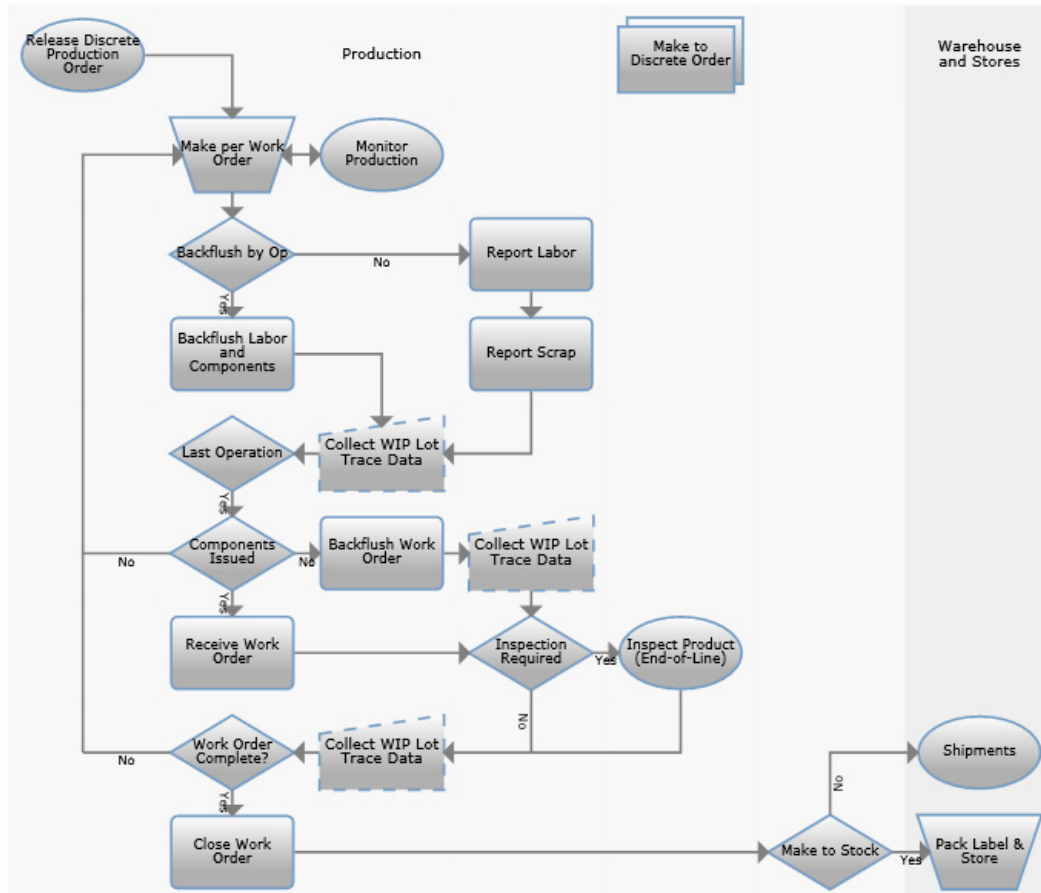 Release Discrete
Production
Order
Production
Make to
Discrete Order
Warehouse
and Stores
Make per Work
Order
Monitor
Production
Backflush by Op
No
Report Labor
Yes
Backflush Labor
and
Components
Report Scrap
Last Operation
Collect WIP Lot
Trace Data
Yes
Components
Issued
No
No
Backflush Work
Order
Collect WIP Lot
Trace Data
Yes
Receive Work
Order
Inspection
Required
Yes
Inspect Product
(End-of-Line)
No
Work Order
Complete?
No
Collect WIP Lot
Trace Data
Shipments
Yes
No
Close Work
Order
Make to Stock
Yes
Pack Label &
Store